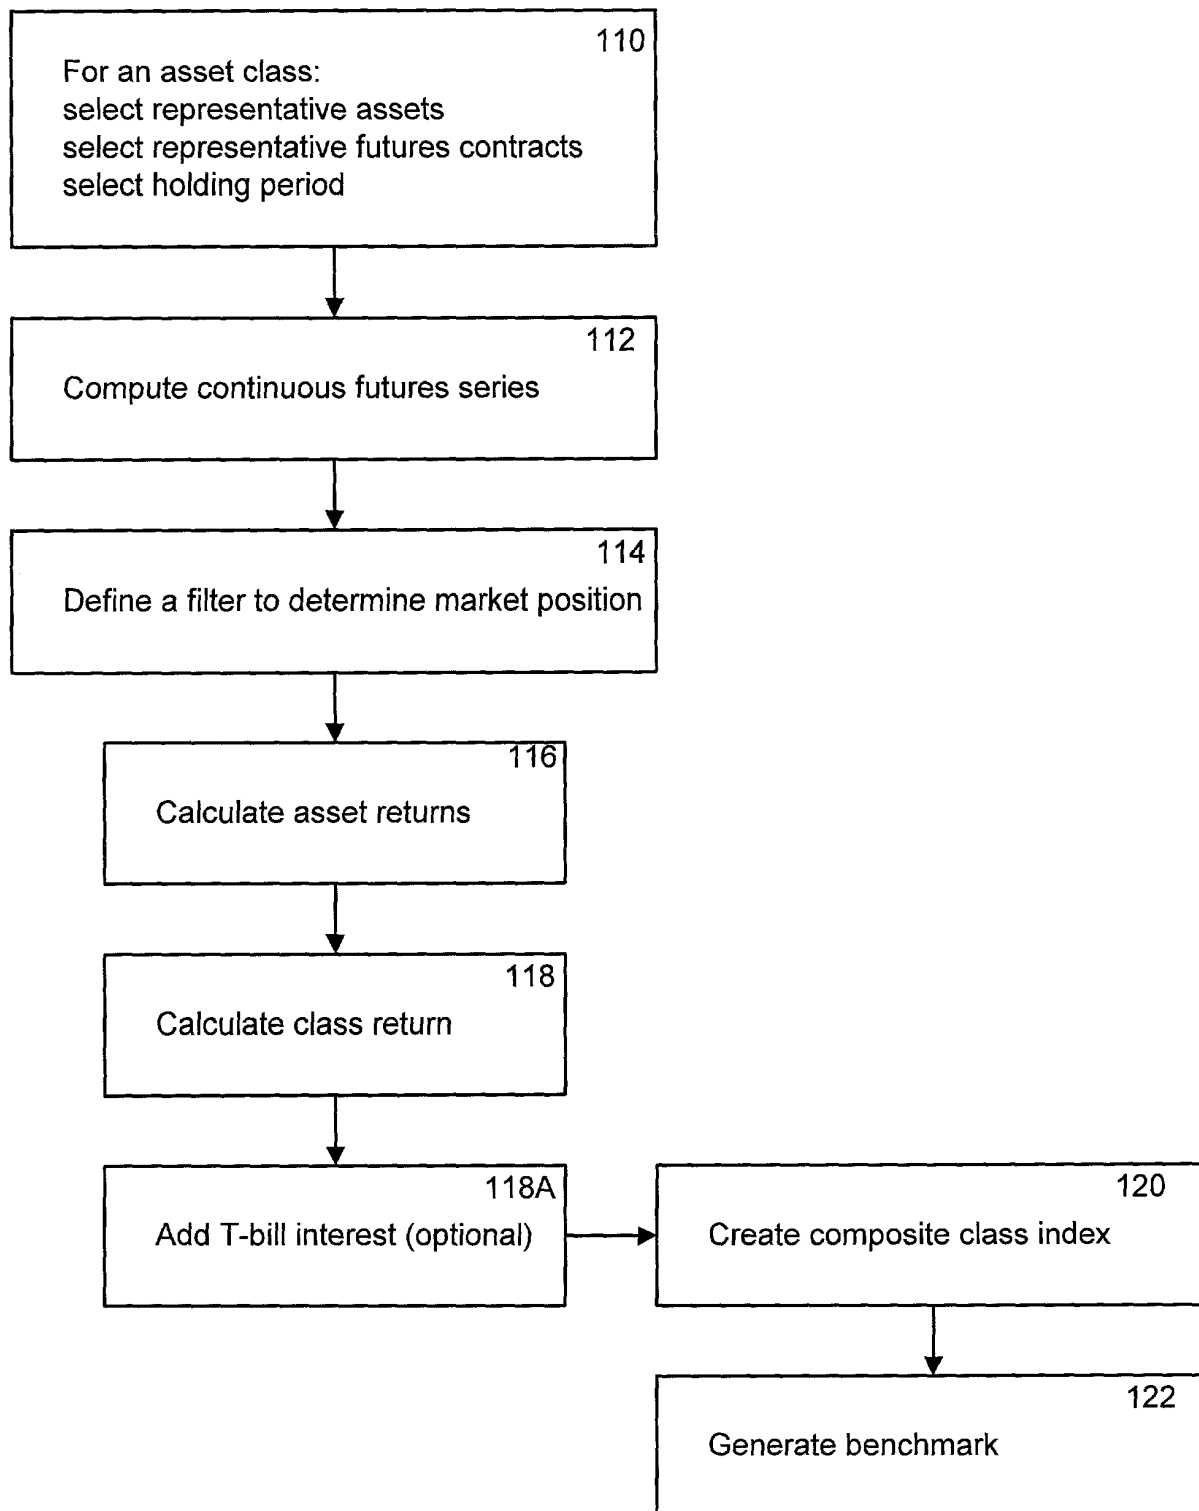 110
For an asset class:
select representative assets
select representative futures contracts
select holding period
112
Compute continuous futures series
114
Define a filter to determine market position
116
Calculate asset returns
118
Calculate class return
118A
Add T-bill interest (optional)
120
Create composite class index
122
Generate benchmark